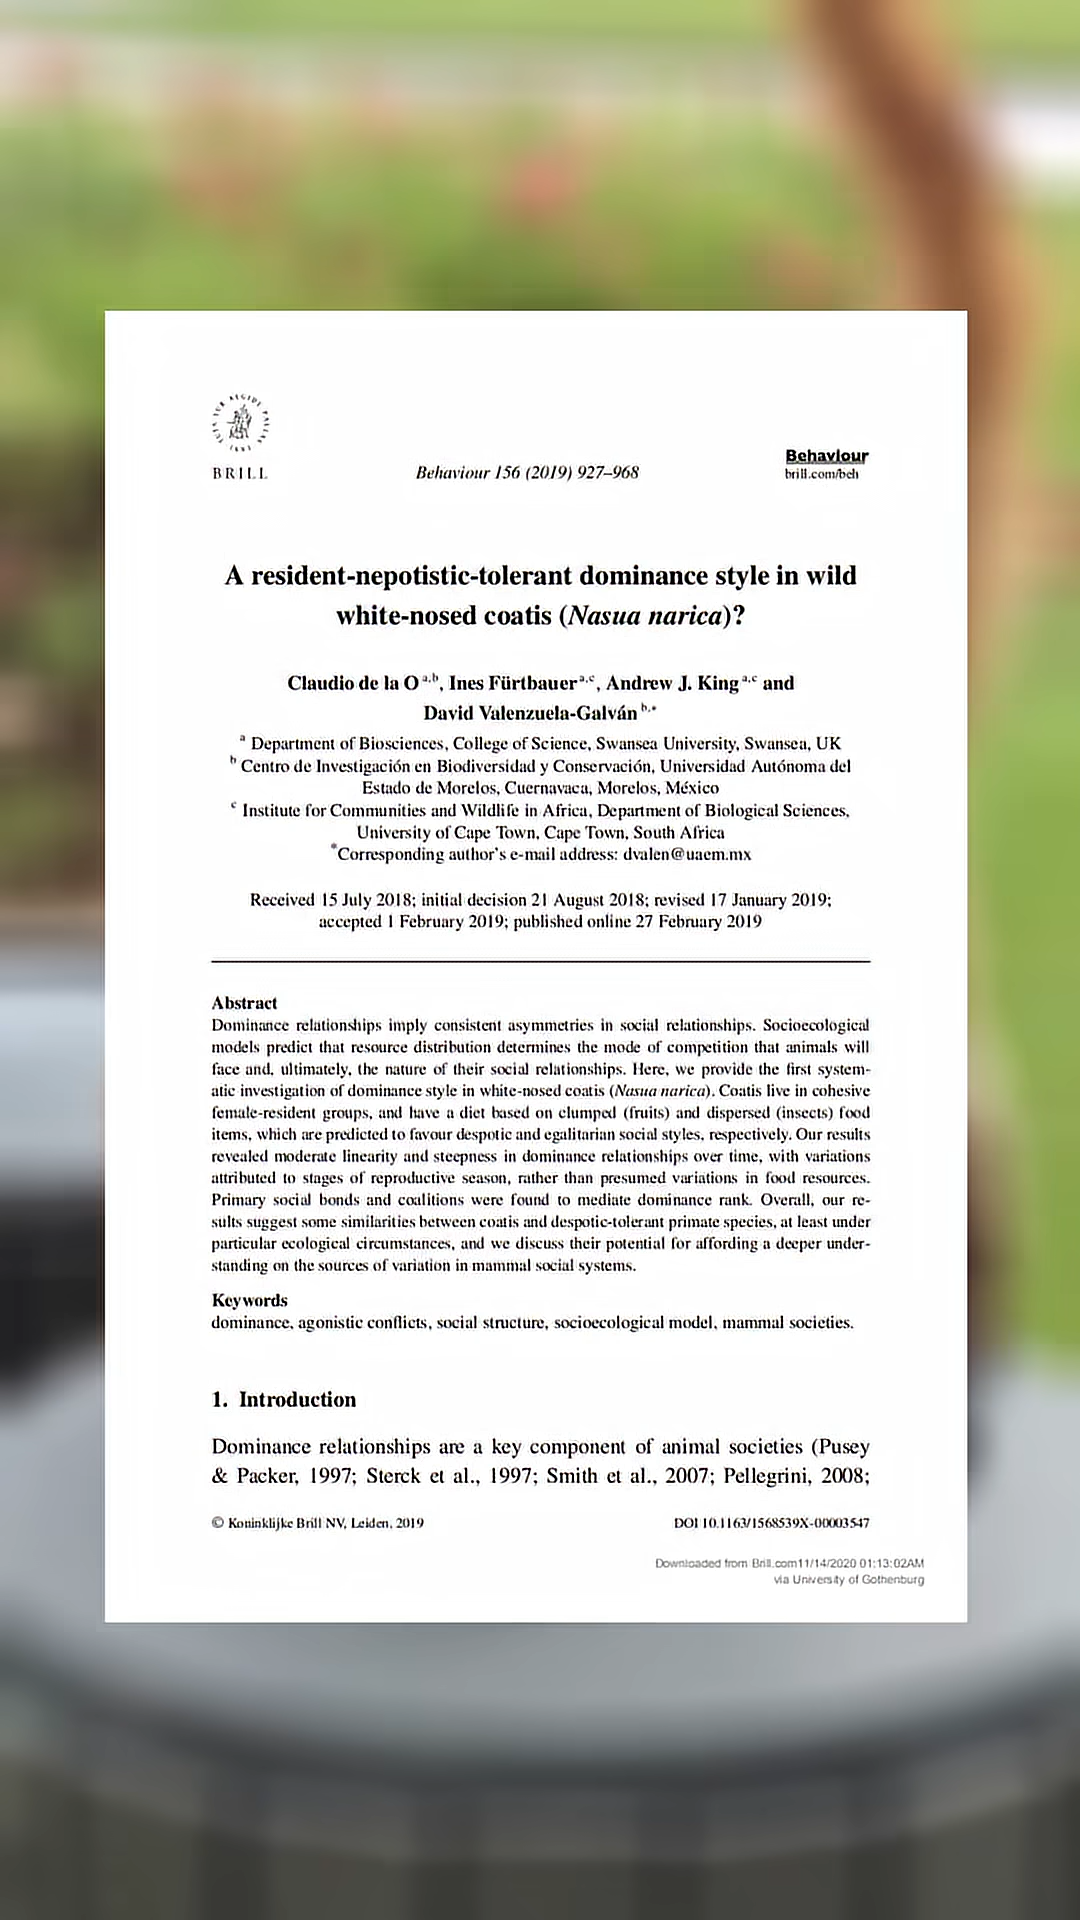 BRILL
Behaviour 156 (2019) 927–968
Behaviour
brill.com/beh
A resident-nepotistic-tolerant dominance style in wild
white-nosed coatis (Nasua narica)?
Claudio de la O a,b, Ines Fürtbauer a,c, Andrew J. King a,c and
David Valenzuela-Galván b,*
a Department of Biosciences, College of Science, Swansea University, Swansea, UK
b Centro de Investigación en Biodiversidad y Conservación, Universidad Autónoma del
Estado de Morelos, Cuernavaca, Morelos, México
c Institute for Communities and Wildlife in Africa, Department of Biological Sciences,
University of Cape Town, Cape Town, South Africa
*Corresponding author's e-mail address: dvalen@uaem.mx
Received 15 July 2018; initial decision 21 August 2018; revised 17 January 2019;
accepted 1 February 2019; published online 27 February 2019
Abstract
Dominance relationships imply consistent asymmetries in social relationships. Socioecological
models predict that resource distribution determines the mode of competition that animals will
face and, ultimately, the nature of their social relationships. Here, we provide the first system-
atic investigation of dominance style in white-nosed coatis (Nasua narica). Coatis live in cohesive
female-resident groups, and have a diet based on clumped (fruits) and dispersed (insects) food
items, which are predicted to favour despotic and egalitarian social styles, respectively. Our results
revealed moderate linearity and steepness in dominance relationships over time, with variations
attributed to stages of reproductive season, rather than presumed variations in food resources.
Primary social bonds and coalitions were found to mediate dominance rank. Overall, our re-
sults suggest some similarities between coatis and despotic-tolerant primate species, at least under
particular ecological circumstances, and we discuss their potential for affording a deeper under-
standing on the sources of variation in mammal social systems.
Keywords
dominance, agonistic conflicts, social structure, socioecological model, mammal societies.
1. Introduction
Dominance relationships are a key component of animal societies (Pusey
& Packer, 1997; Sterck et al., 1997; Smith et al., 2007; Pellegrini, 2008;
© Koninklijke Brill NV, Leiden, 2019
DOI 10.1163/1568539X-00003547
Downloaded from Brill.com11/14/2020 01:13:02AM
via University of Gothenburg